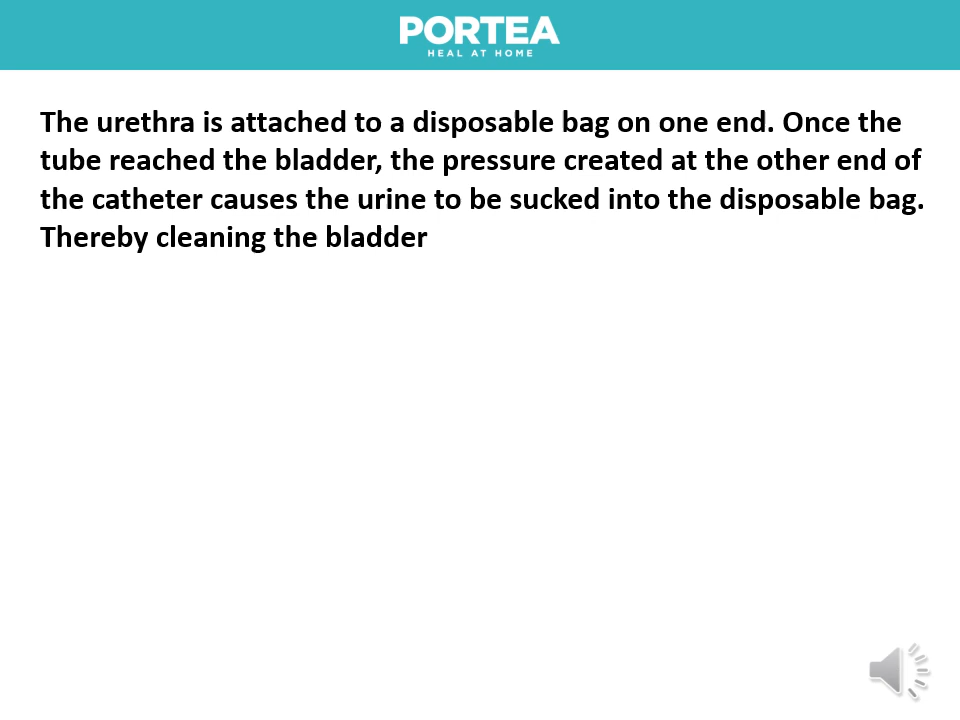 PORTEA
HEAL AT HOME
The urethra is attached to a disposable bag on one end. Once the
tube reached the bladder, the pressure created at the other end of
the catheter causes the urine to be sucked into the disposable bag.
Thereby cleaning the bladder